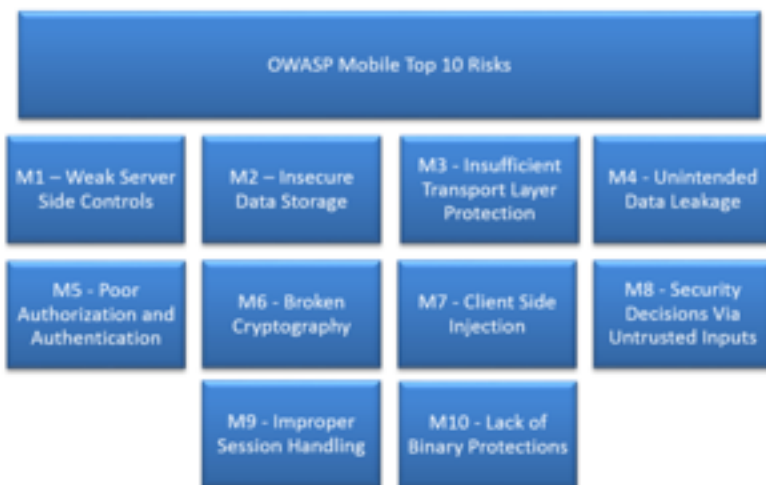 OWASP Mobile Top 10 Risks
M1 – Weak Server
Side Controls
M2 – Insecure
Data Storage
M3 - Insufficient
Transport Layer
Protection
M4 - Unintended
Data Leakage
M5 - Poor
Authorization and
Authentication
M6 - Broken
Cryptography
M7 - Client Side
Injection
M8 - Security
Decisions Via
Untrusted Inputs
M9 - Improper
Session Handling
M10 - Lack of
Binary Protections